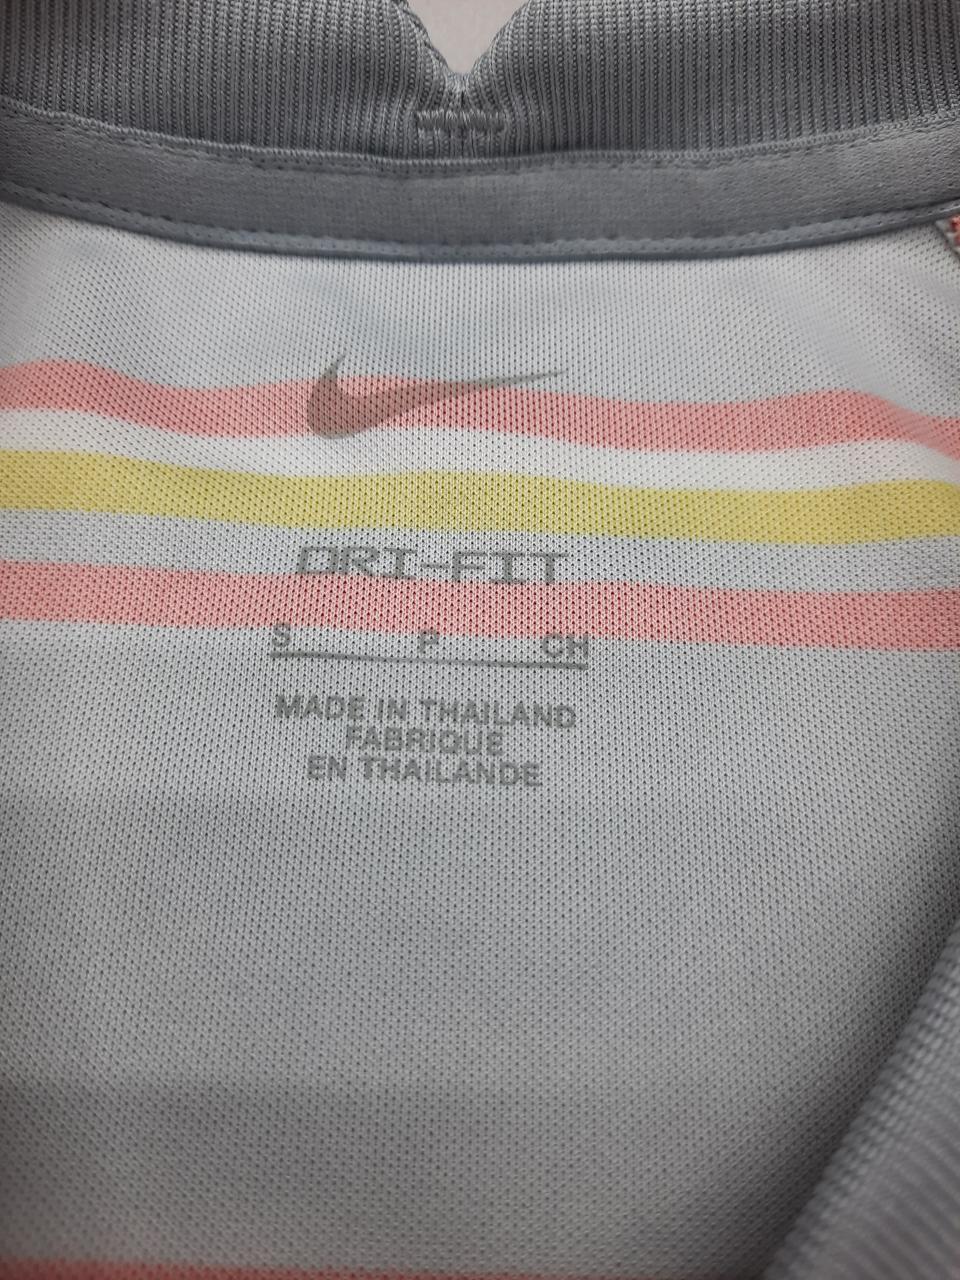 DRI-FIT
S P CH
MADE IN THAILAND
FABRIQUE
EN THAILANDE